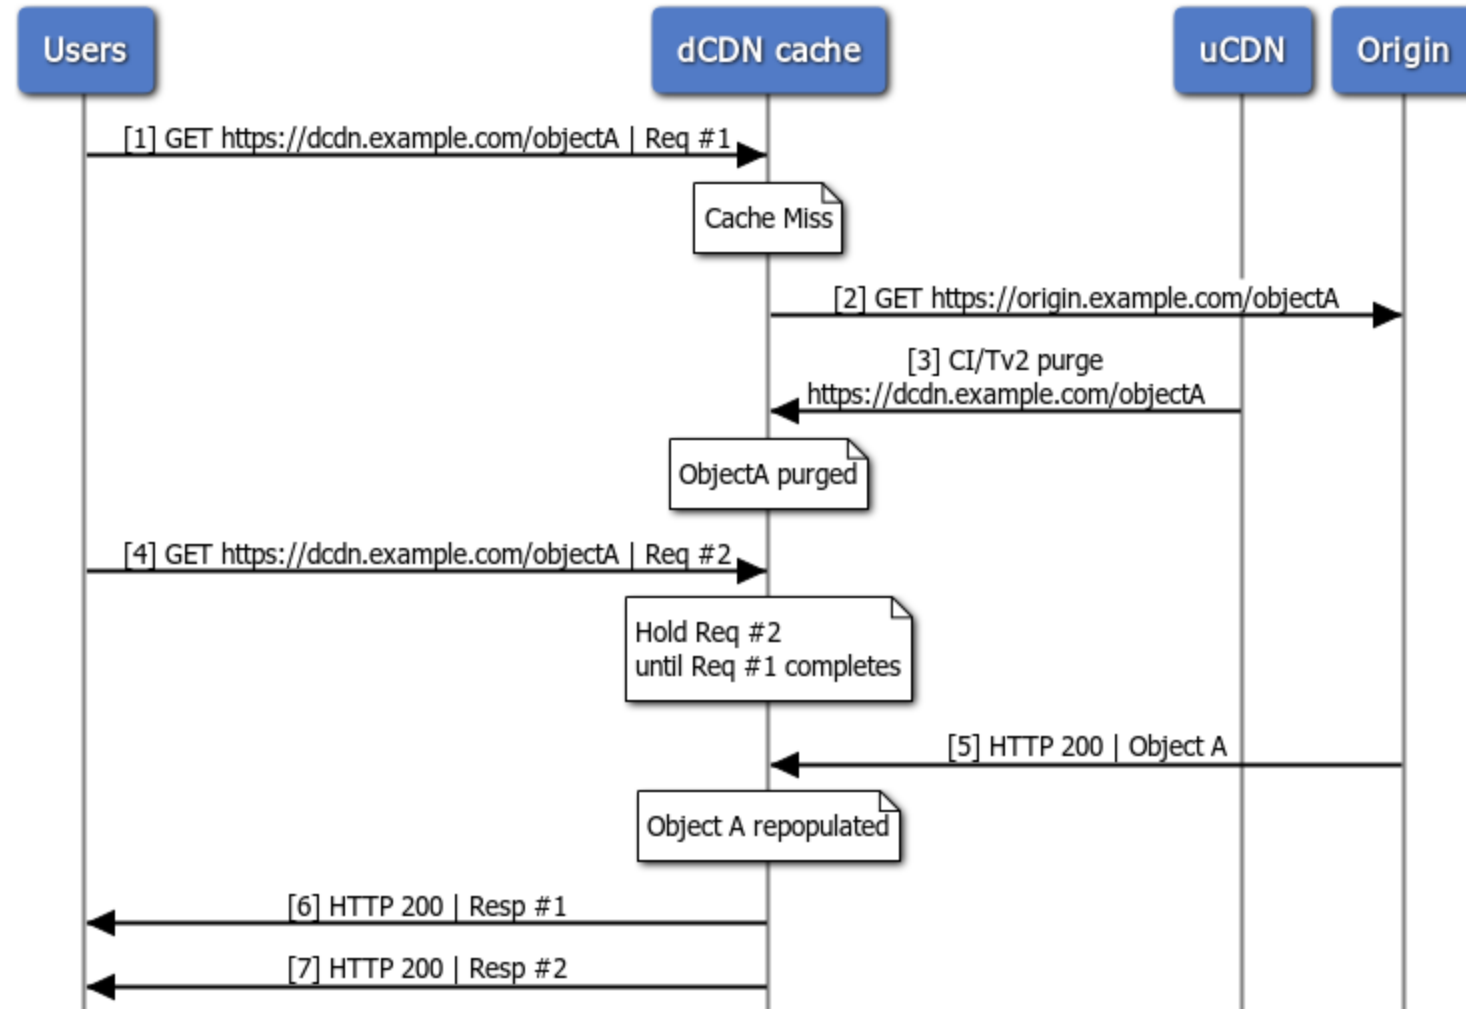 Users
dCDN cache
uCDN
Origin
[1] GET https://dcdn.example.com/objectA | Req #1
Cache Miss
[2] GET https://origin.example.com/objectA
[3] CI/Tv2 purge
https://dcdn.example.com/objectA
ObjectA purged
[4] GET https://dcdn.example.com/objectA | Req #2
Hold Req #2
until Req #1 completes
[5] HTTP 200 | Object A
Object A repopulated
[6] HTTP 200 | Resp #1
[7] HTTP 200 | Resp #2